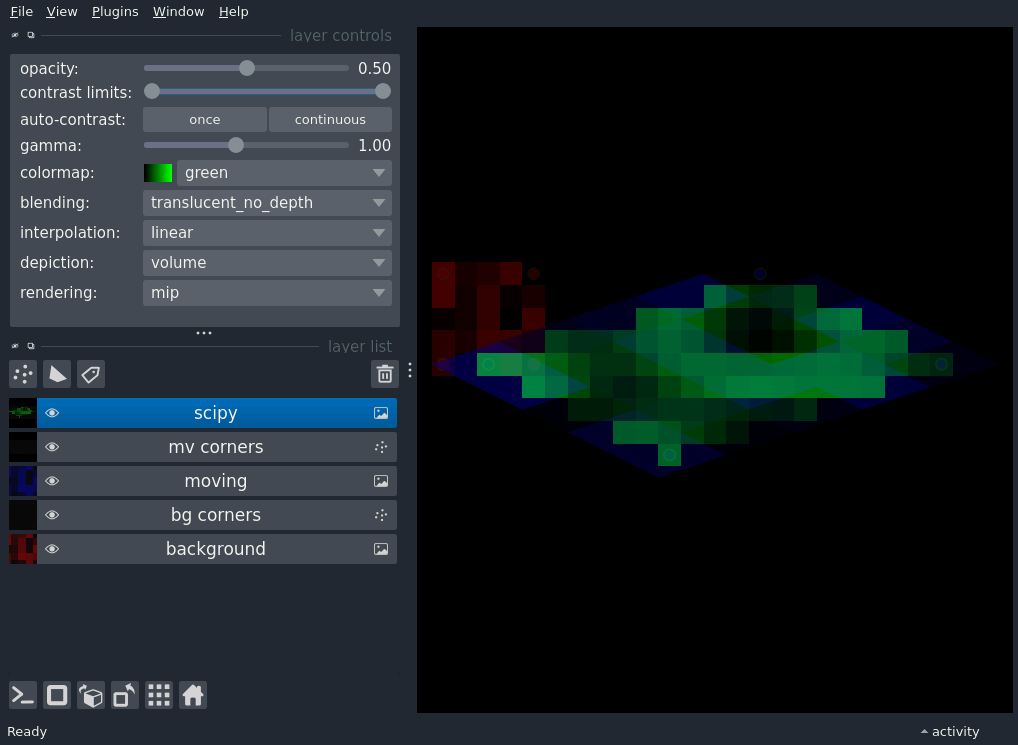 File View Plugins Window Help
layer controls
opacity: 0.50
contrast limits:
auto-contrast: once continuous
gamma: 1.00
colormap: green
blending: translucent_no_depth
interpolation: linear
depiction: volume
rendering: mip
layer list
scipy
mv corners
moving
bg corners
background
Ready activity